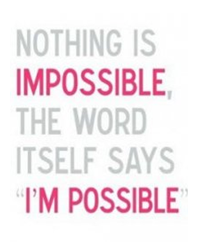 NOTHING IS
IMPOSSIBLE,
THE WORD
ITSELF SAYS
“I'M POSSIBLE”